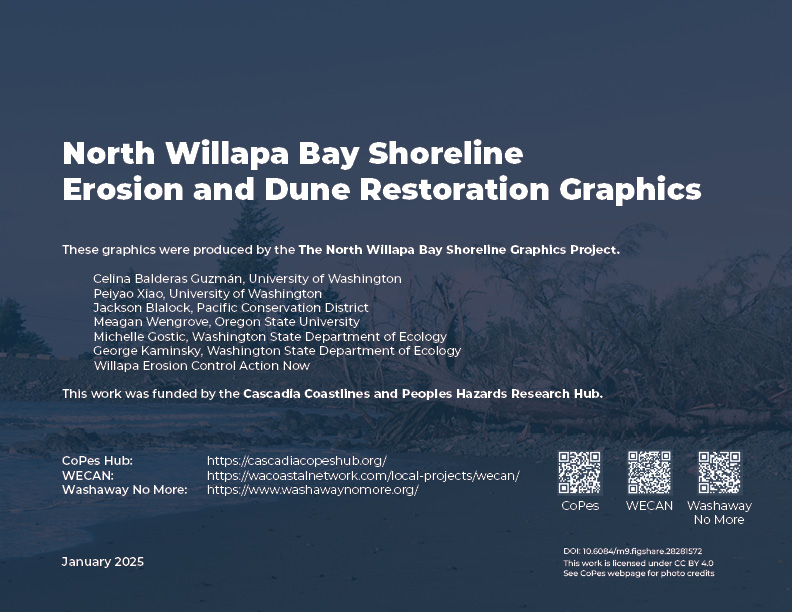 North Willapa Bay Shoreline
Erosion and Dune Restoration Graphics
These graphics were produced by the The North Willapa Bay Shoreline Graphics Project.
Celina Balderas Guzmán, University of Washington
Peiyao Xiao, University of Washington
Jackson Blalock, Pacific Conservation District
Meagan Wengrove, Oregon State University
Michelle Gostic, Washington State Department of Ecology
George Kaminsky, Washington State Department of Ecology
Willapa Erosion Control Action Now
This work was funded by the Cascadia Coastlines and Peoples Hazards Research Hub.
CoPes Hub: https://cascadiacopeshub.org/
WECAN: https://wacoastalnetwork.com/local-projects/wecan/
Washaway No More: https://www.washawaynomore.org/
CoPes
WECAN
Washaway
No More
January 2025
DOI: 10.6084/m9.figshare.28281572
This work is licensed under CC BY 4.0
See CoPes webpage for photo credits